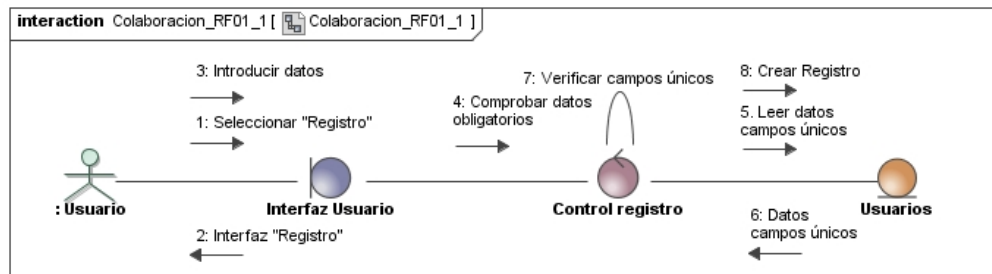 interaction Colaboracion_RF01_1 [ Colaboracion_RF01_1 ]
3: Introducir datos
1: Seleccionar "Registro"
4: Comprobar datos
obligatorios
7: Verificar campos únicos
8: Crear Registro
5. Leer datos
campos únicos
: Usuario
Interfaz Usuario
Control registro
Usuarios
2: Interfaz "Registro"
6: Datos
campos únicos